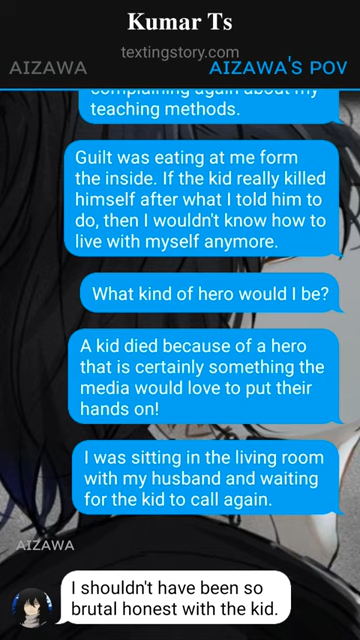 Kumar Ts
textingstory.com
AIZAWA
AIZAWA'S POV
complaining again about my
teaching methods.
Guilt was eating at me form
the inside. If the kid really killed
himself after what I told him to
do, then I wouldn't know how to
live with myself anymore.
What kind of hero would I be?
A kid died because of a hero
that is certainly something the
media would love to put their
hands on!
I was sitting in the living room
with my husband and waiting
for the kid to call again.
AIZAWA
I shouldn't have been so
brutal honest with the kid.